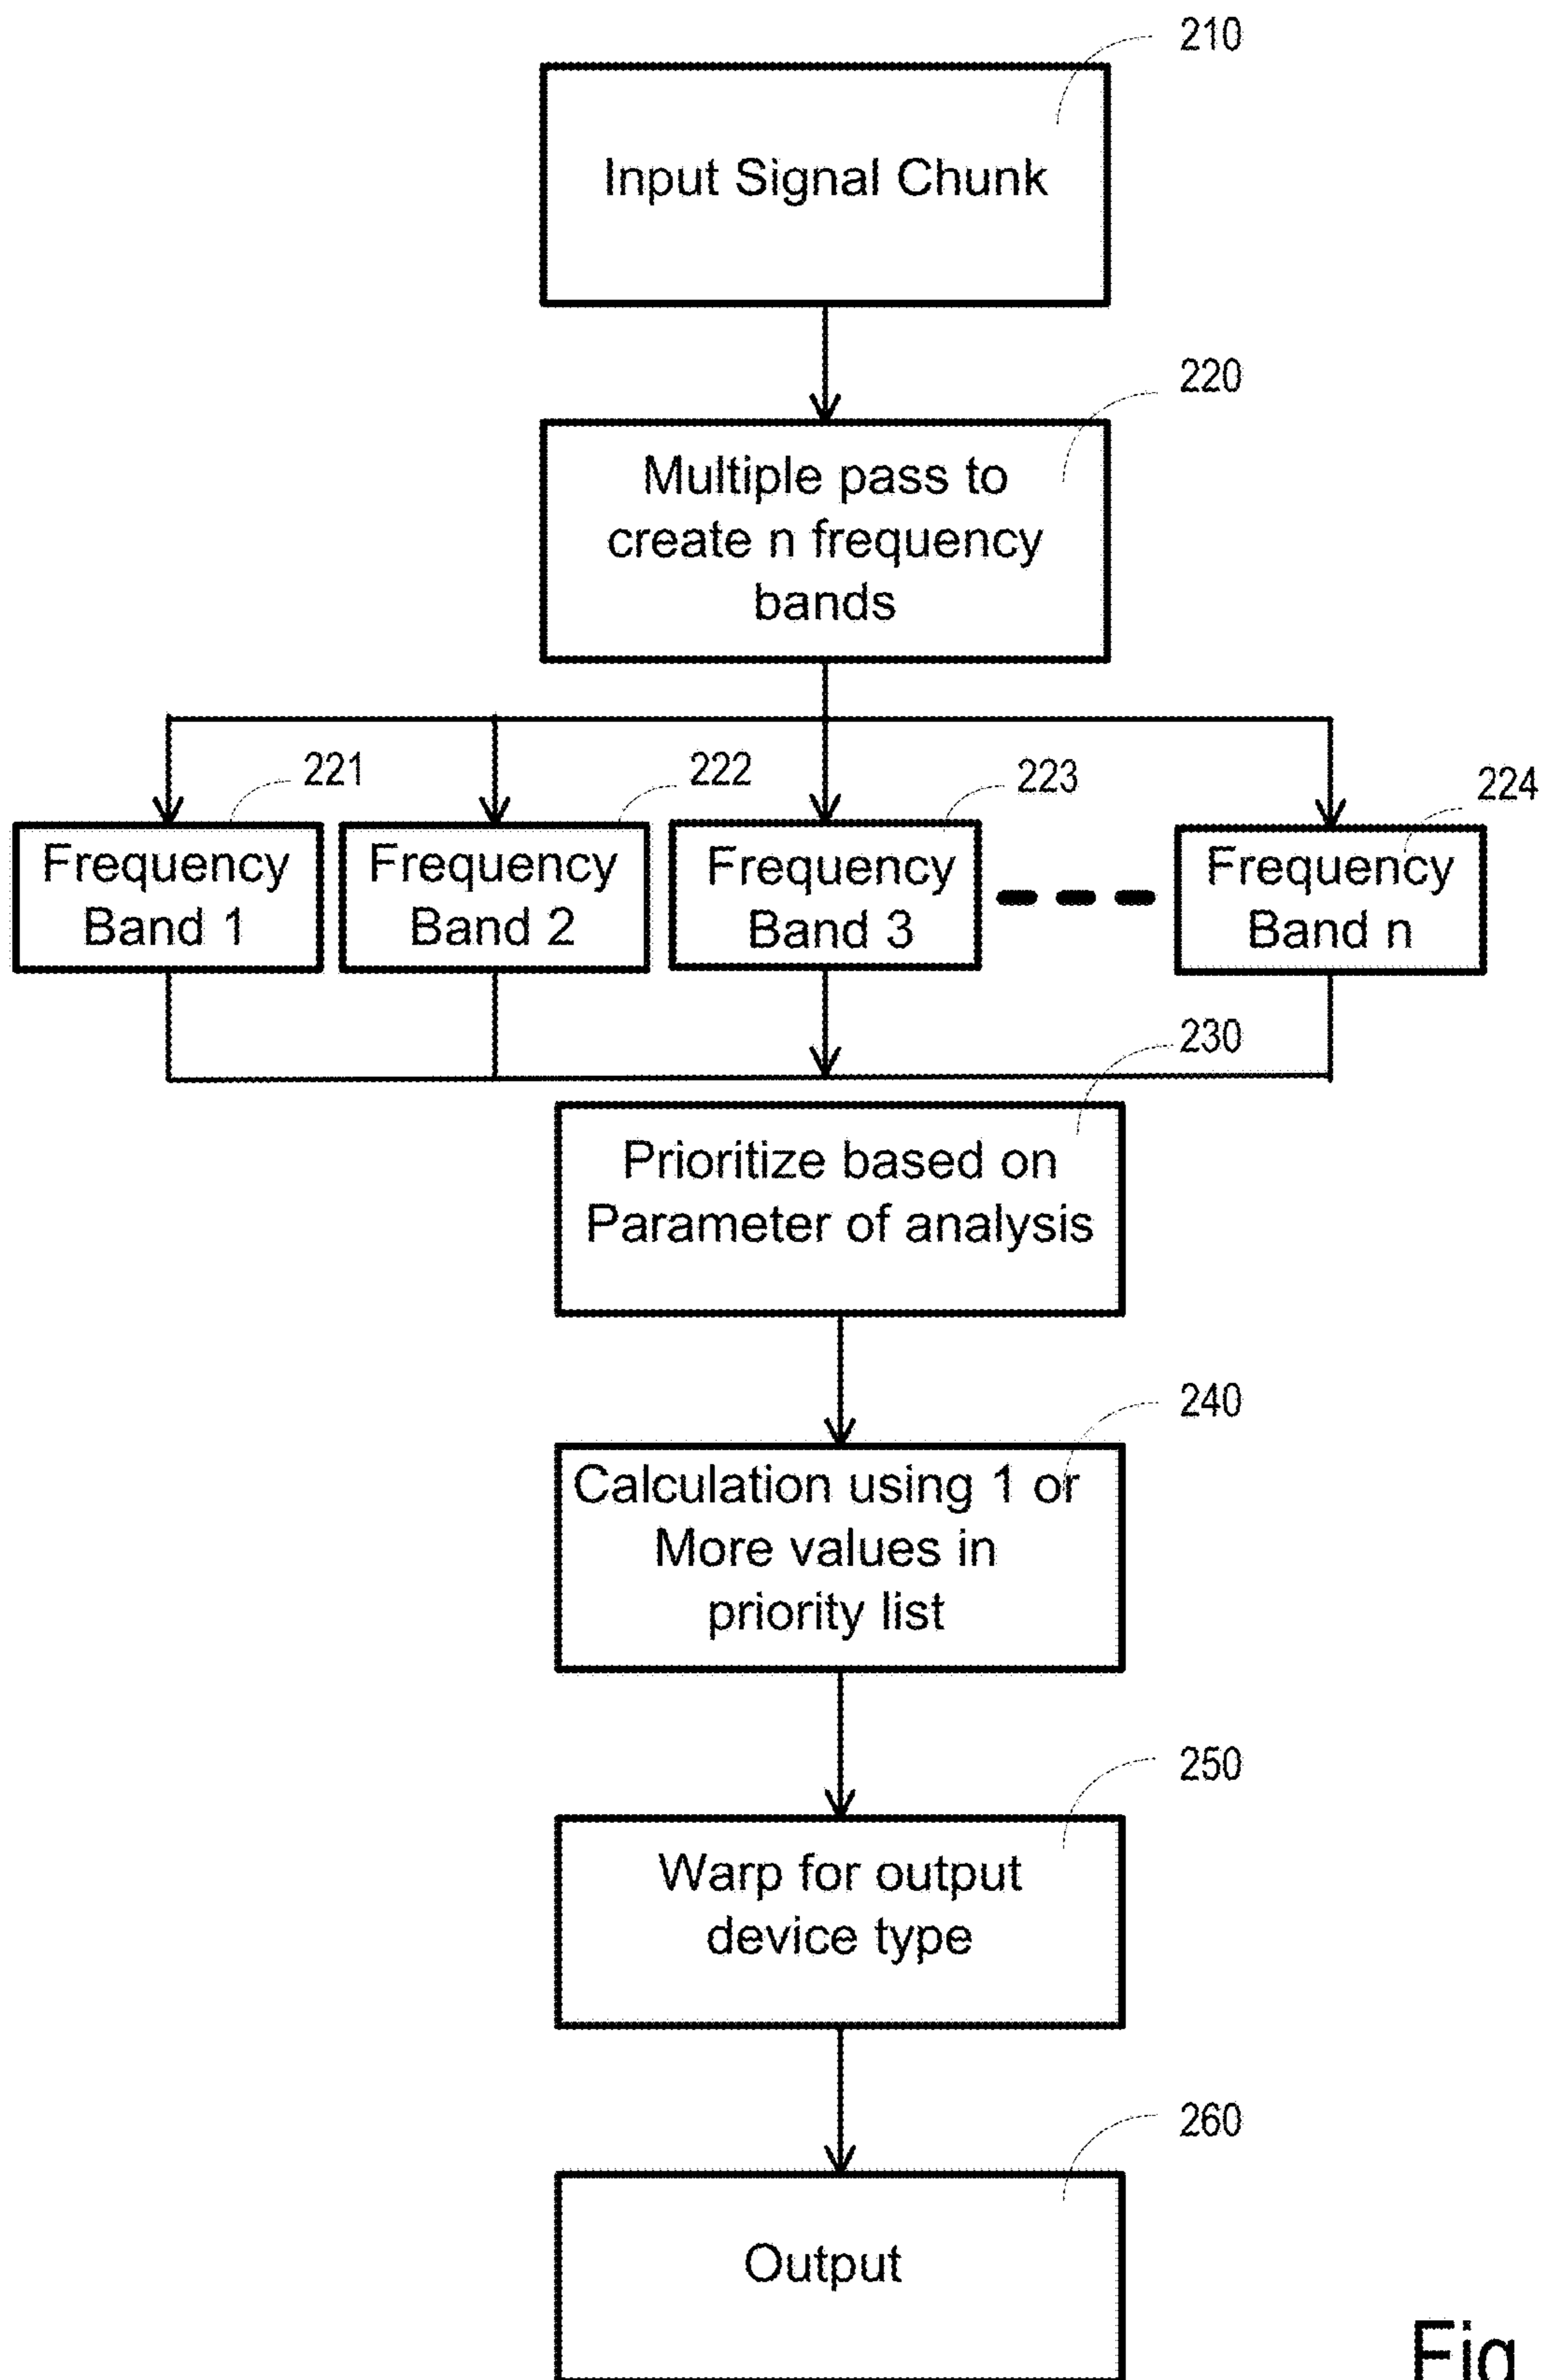 210
Input Signal Chunk
220
Multiple pass to
create n frequency
bands
221
222
223
224
Frequency
Band 1
Frequency
Band 2
Frequency
Band 3
Frequency
Band n
230
Prioritize based on
Parameter of analysis
240
Calculation using 1 or
More values in
priority list
250
Warp for output
device type
260
Output
Fig